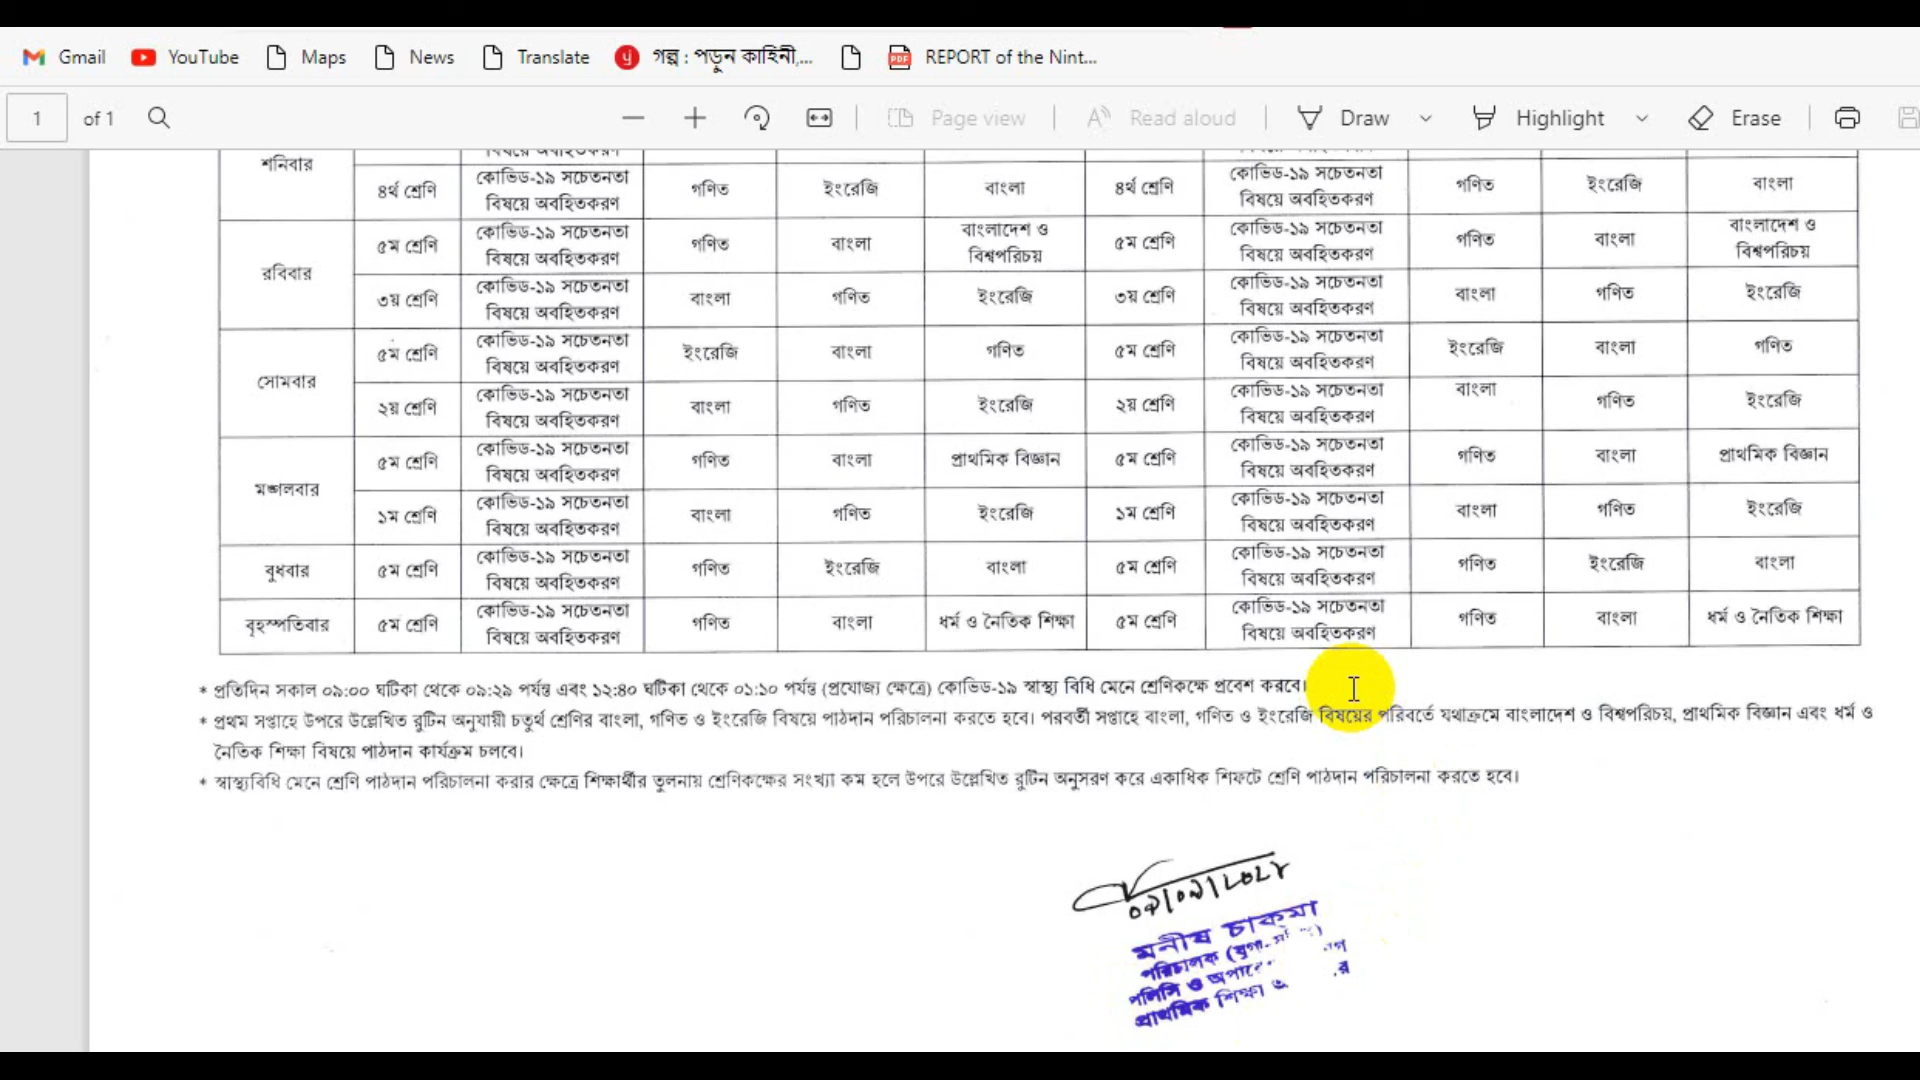 Gmail YouTube Maps News Translate y গল্প : পড়ুন কাহিনী,... PDF REPORT of the Nint...
1 of 1 Page view Read aloud Draw Highlight Erase
শনিবার
৪র্থ শ্রেণি কোভিড-১৯ সচেতনতা বিষয়ে অবহিতকরণ গণিত ইংরেজি বাংলা ৪র্থ শ্রেণি কোভিড-১৯ সচেতনতা বিষয়ে অবহিতকরণ গণিত ইংরেজি বাংলা
রবিবার ৫ম শ্রেণি কোভিড-১৯ সচেতনতা বিষয়ে অবহিতকরণ গণিত বাংলা বাংলাদেশ ও বিশ্বপরিচয় ৫ম শ্রেণি কোভিড-১৯ সচেতনতা বিষয়ে অবহিতকরণ গণিত বাংলা বাংলাদেশ ও বিশ্বপরিচয়
৩য় শ্রেণি কোভিড-১৯ সচেতনতা বিষয়ে অবহিতকরণ বাংলা গণিত ইংরেজি ৩য় শ্রেণি কোভিড-১৯ সচেতনতা বিষয়ে অবহিতকরণ বাংলা গণিত ইংরেজি
সোমবার ৫ম শ্রেণি কোভিড-১৯ সচেতনতা বিষয়ে অবহিতকরণ ইংরেজি বাংলা গণিত ৫ম শ্রেণি কোভিড-১৯ সচেতনতা বিষয়ে অবহিতকরণ ইংরেজি বাংলা গণিত
২য় শ্রেণি কোভিড-১৯ সচেতনতা বিষয়ে অবহিতকরণ বাংলা গণিত ইংরেজি ২য় শ্রেণি কোভিড-১৯ সচেতনতা বিষয়ে অবহিতকরণ বাংলা গণিত ইংরেজি
মঙ্গলবার ৫ম শ্রেণি কোভিড-১৯ সচেতনতা বিষয়ে অবহিতকরণ গণিত বাংলা প্রাথমিক বিজ্ঞান ৫ম শ্রেণি কোভিড-১৯ সচেতনতা বিষয়ে অবহিতকরণ গণিত বাংলা প্রাথমিক বিজ্ঞান
১ম শ্রেণি কোভিড-১৯ সচেতনতা বিষয়ে অবহিতকরণ বাংলা গণিত ইংরেজি ১ম শ্রেণি কোভিড-১৯ সচেতনতা বিষয়ে অবহিতকরণ বাংলা গণিত ইংরেজি
বুধবার ৫ম শ্রেণি কোভিড-১৯ সচেতনতা বিষয়ে অবহিতকরণ গণিত ইংরেজি বাংলা ৫ম শ্রেণি কোভিড-১৯ সচেতনতা বিষয়ে অবহিতকরণ গণিত ইংরেজি বাংলা
বৃহস্পতিবার ৫ম শ্রেণি কোভিড-১৯ সচেতনতা বিষয়ে অবহিতকরণ গণিত বাংলা ধর্ম ও নৈতিক শিক্ষা ৫ম শ্রেণি কোভিড-১৯ সচেতনতা বিষয়ে অবহিতকরণ গণিত বাংলা ধর্ম ও নৈতিক শিক্ষা
* প্রতিদিন সকাল ০৯:০০ ঘটিকা থেকে ০৯:২৯ পর্যন্ত এবং ১২:৪০ ঘটিকা থেকে ০১:১০ পর্যন্ত (প্রযোজ্য ক্ষেত্রে) কোভিড-১৯ স্বাস্থ্য বিধি মেনে শ্রেণিকক্ষে প্রবেশ করবে।
* প্রথম সপ্তাহে উপরে উল্লেখিত রুটিন অনুযায়ী চতুর্থ শ্রেণির বাংলা, গণিত ও ইংরেজি বিষয়ে পাঠদান পরিচালনা করতে হবে। পরবর্তী সপ্তাহে বাংলা, গণিত ও ইংরেজি বিষয়ের পরিবর্তে যথাক্রমে বাংলাদেশ ও বিশ্বপরিচয়, প্রাথমিক বিজ্ঞান এবং ধর্ম ও
নৈতিক শিক্ষা বিষয়ে পাঠদান কার্যক্রম চলবে।
* স্বাস্থ্যবিধি মেনে শ্রেণি পাঠদান পরিচালনা করার ক্ষেত্রে শিক্ষার্থীর তুলনায় শ্রেণিকক্ষের সংখ্যা কম হলে উপরে উল্লেখিত রুটিন অনুসরণ করে একাধিক শিফটে শ্রেণি পাঠদান পরিচালনা করতে হবে।
মনীষ চাকমা
পরিচালক
পলিসি ও
প্রাথমিক শিক্ষা